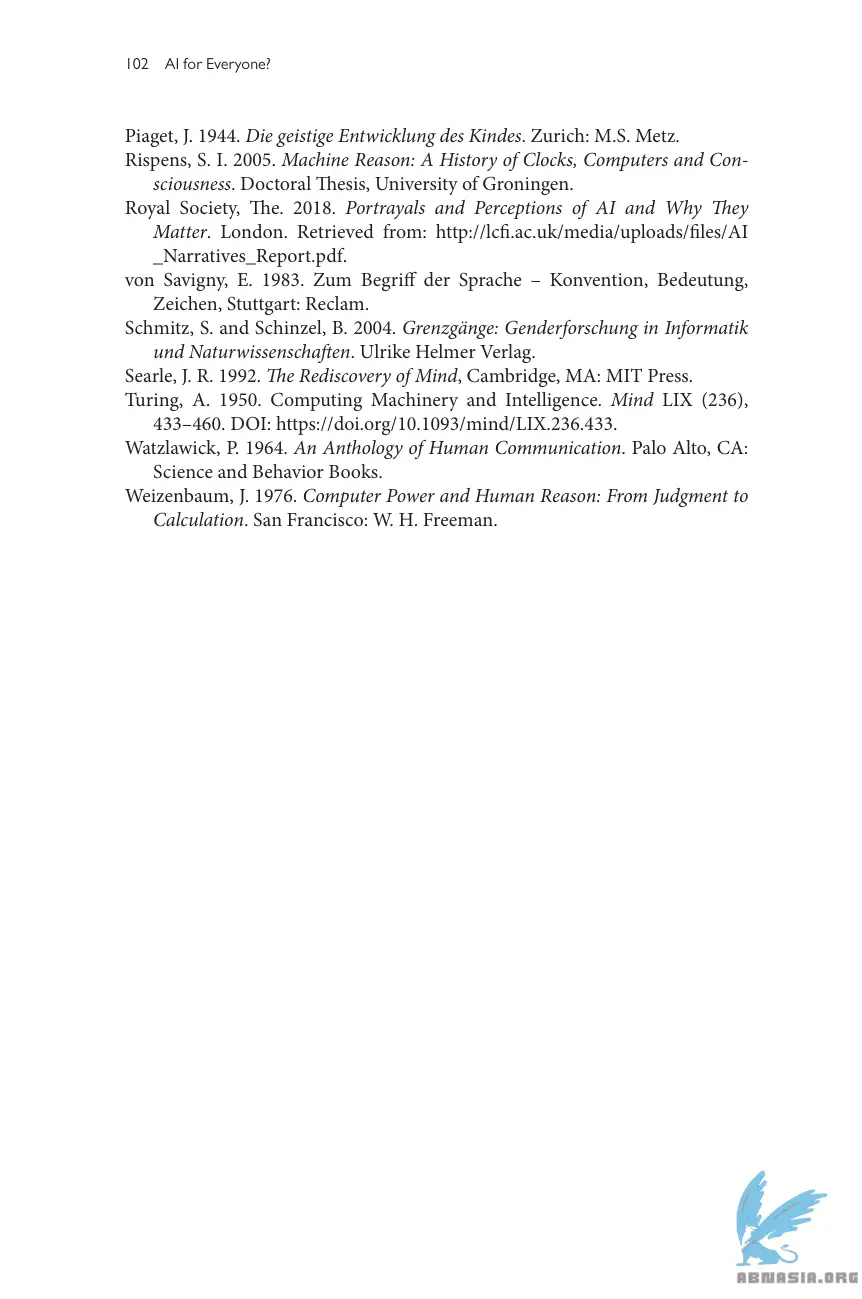 102 AI for Everyone?
Piaget, J. 1944. Die geistige Entwicklung des Kindes. Zurich: M.S. Metz.
Rispens, S. I. 2005. Machine Reason: A History of Clocks, Computers and Con-
sciousness. Doctoral Thesis, University of Groningen.
Royal Society, The. 2018. Portrayals and Perceptions of AI and Why They
Matter. London. Retrieved from: http://lcfi.ac.uk/media/uploads/files/AI
_Narratives_Report.pdf.
von Savigny, E. 1983. Zum Begriff der Sprache – Konvention, Bedeutung,
Zeichen, Stuttgart: Reclam.
Schmitz, S. and Schinzel, B. 2004. Grenzgänge: Genderforschung in Informatik
und Naturwissenschaften. Ulrike Helmer Verlag.
Searle, J. R. 1992. The Rediscovery of Mind, Cambridge, MA: MIT Press.
Turing, A. 1950. Computing Machinery and Intelligence. Mind LIX (236),
433–460. DOI: https://doi.org/10.1093/mind/LIX.236.433.
Watzlawick, P. 1964. An Anthology of Human Communication. Palo Alto, CA:
Science and Behavior Books.
Weizenbaum, J. 1976. Computer Power and Human Reason: From Judgment to
Calculation. San Francisco: W. H. Freeman.
ABNASIA.ORG